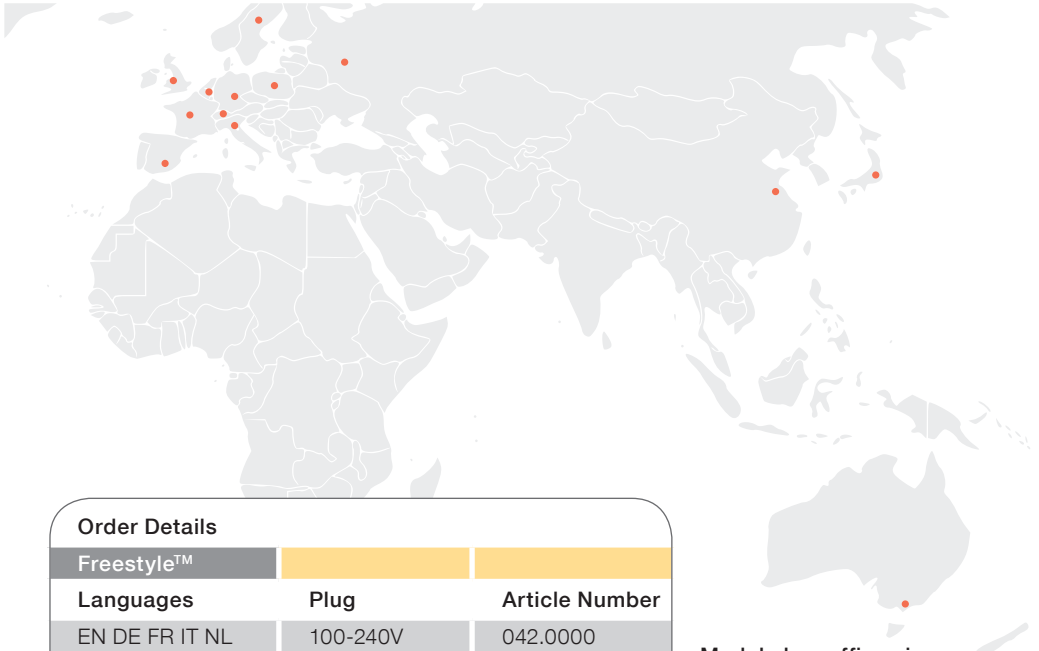 Order Details
Freestyle™
Languages Plug Article Number
EN DE FR IT NL 100-240V 042.0000